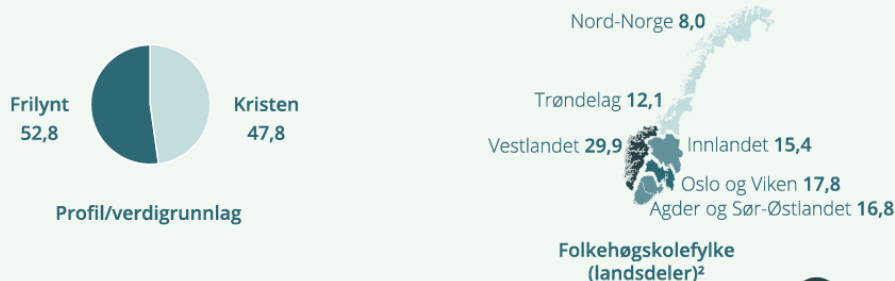 Frilynt
52,8
Kristen
47,8
Profil/verdigrunnlag
Nord-Norge 8,0
Trøndelag 12,1
Vestlandet 29,9
Innlandet 15,4
Oslo og Viken 17,8
Agder og Sør-Østlandet 16,8
Folkehøgskolefylke
(landsdeler)²